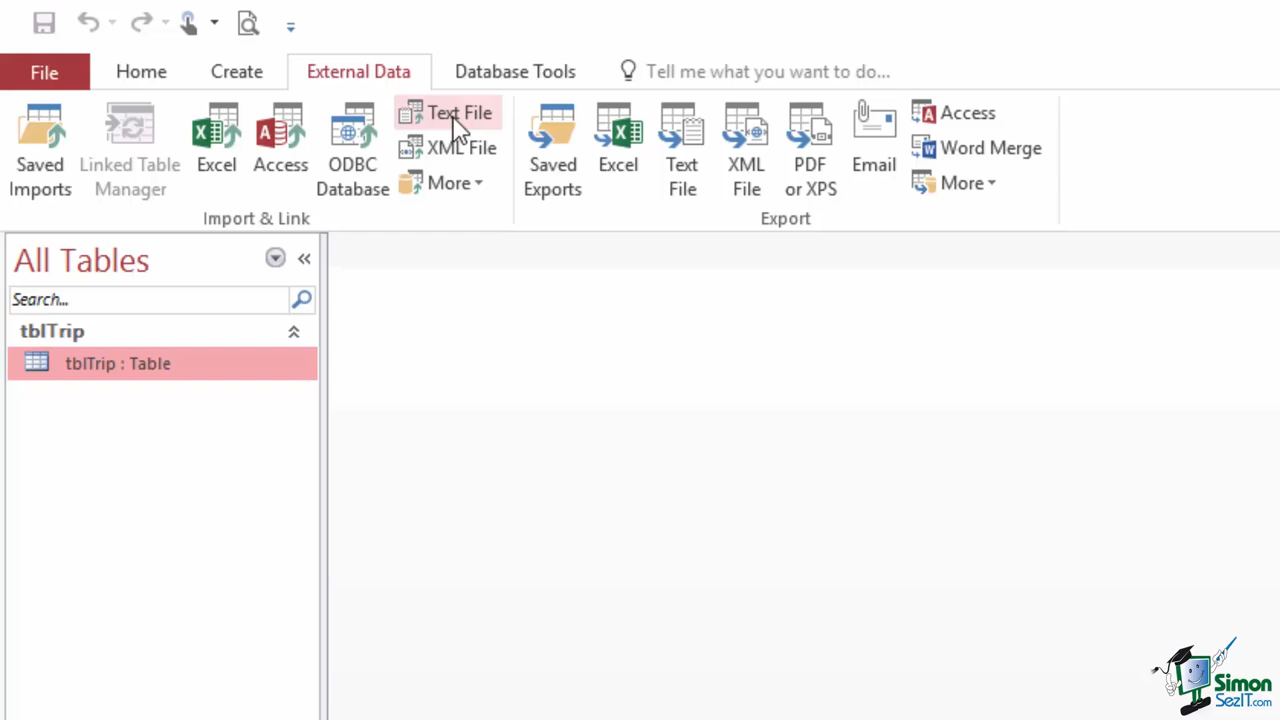 File Home Create External Data Database Tools Tell me what you want to do...
Saved Imports
Linked Table Manager
Excel
Access
ODBC Database
Text File
XML File
More
Import & Link
Saved Exports
Excel
Text File
XML File
PDF or XPS
Email
Access
Word Merge
More
Export
All Tables
Search...
tblTrip
tblTrip : Table
Simon
SezIT.com